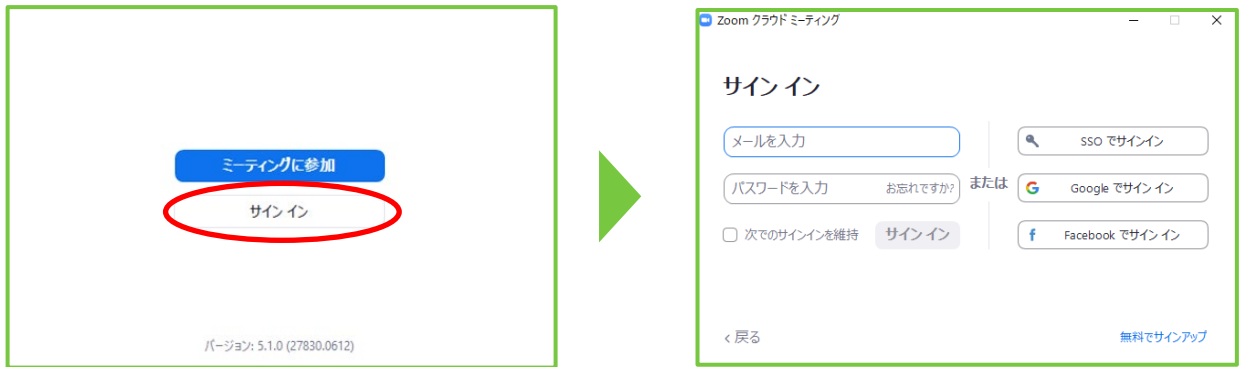 ミーティングに参加
サイン イン
バージョン: 5.1.0 (27830.0612)
Zoom クラウド ミーティング
サイン イン
メールを入力
パスワードを入力 お忘れですか?
次でのサインインを維持 サイン イン
または
SSO でサインイン
Google でサイン イン
Facebook でサイン イン
< 戻る
無料でサインアップ